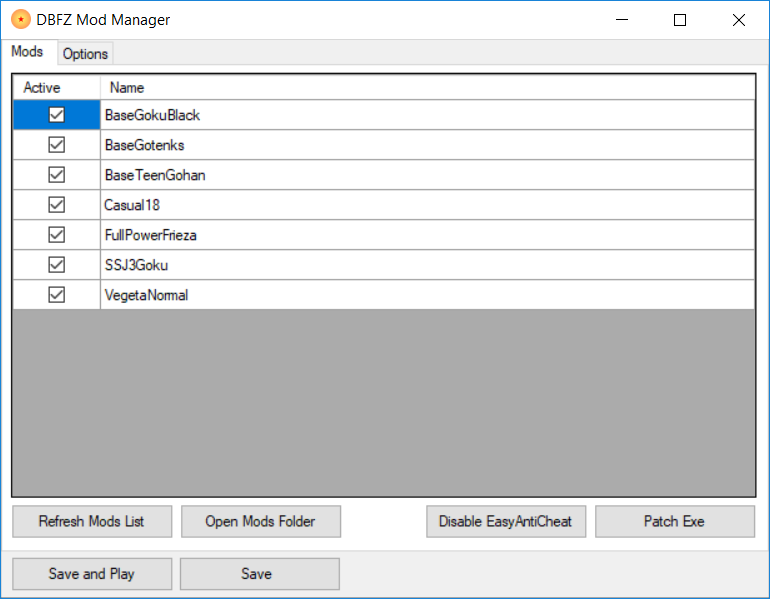 DBFZ Mod Manager
Mods Options
Active Name
BaseGokuBlack
BaseGotenks
BaseTeenGohan
Casual18
FullPowerFrieza
SSJ3Goku
VegetaNormal
Refresh Mods List Open Mods Folder Disable EasyAntiCheat Patch Exe
Save and Play Save